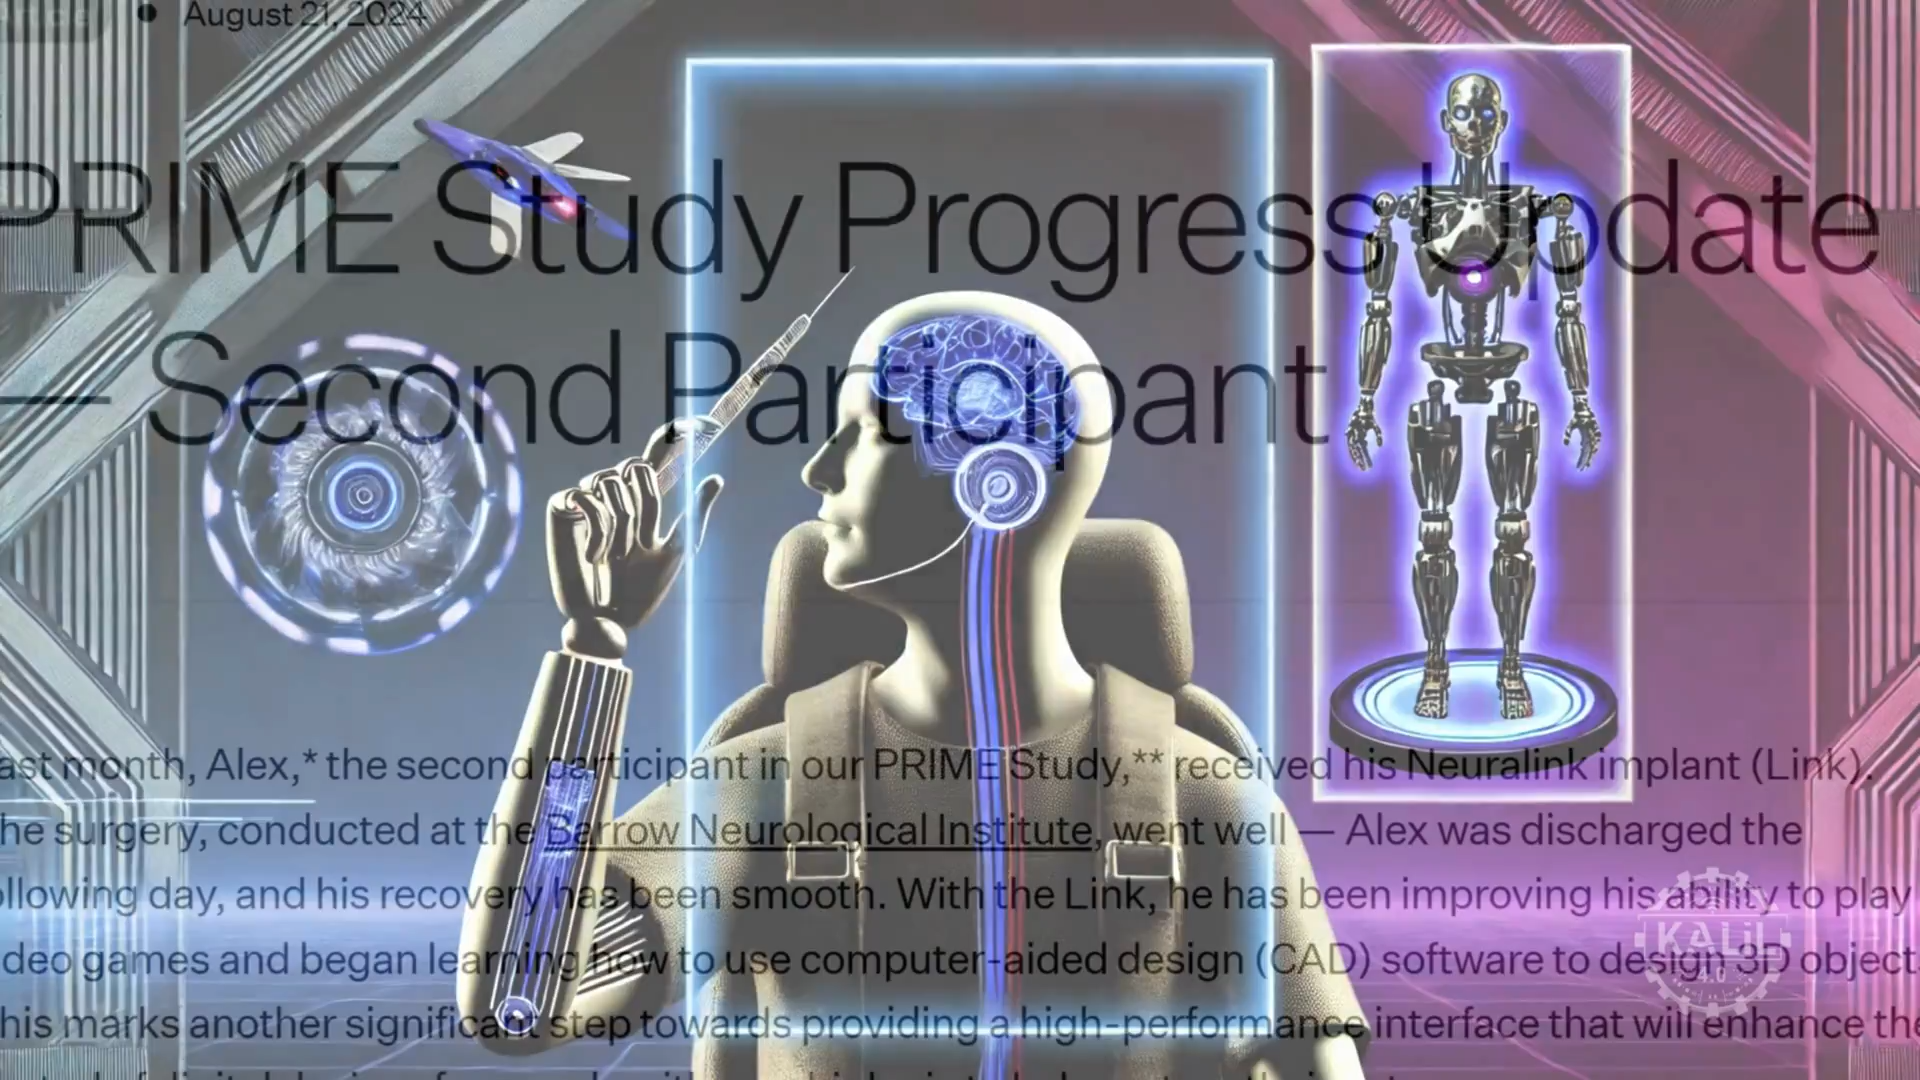 August 21, 2024
PRIME Study Progress Update
— Second Participant
ast month, Alex,* the second participant in our PRIME Study,** received his Neuralink implant (Link).
he surgery, conducted at the Barrow Neurological Institute, went well — Alex was discharged the
ollowing day, and his recovery has been smooth. With the Link, he has been improving his ability to play
deo games and began learning how to use computer-aided design (CAD) software to design 3D object
his marks another significant step towards providing a high-performance interface that will enhance the
KALIL
4.0